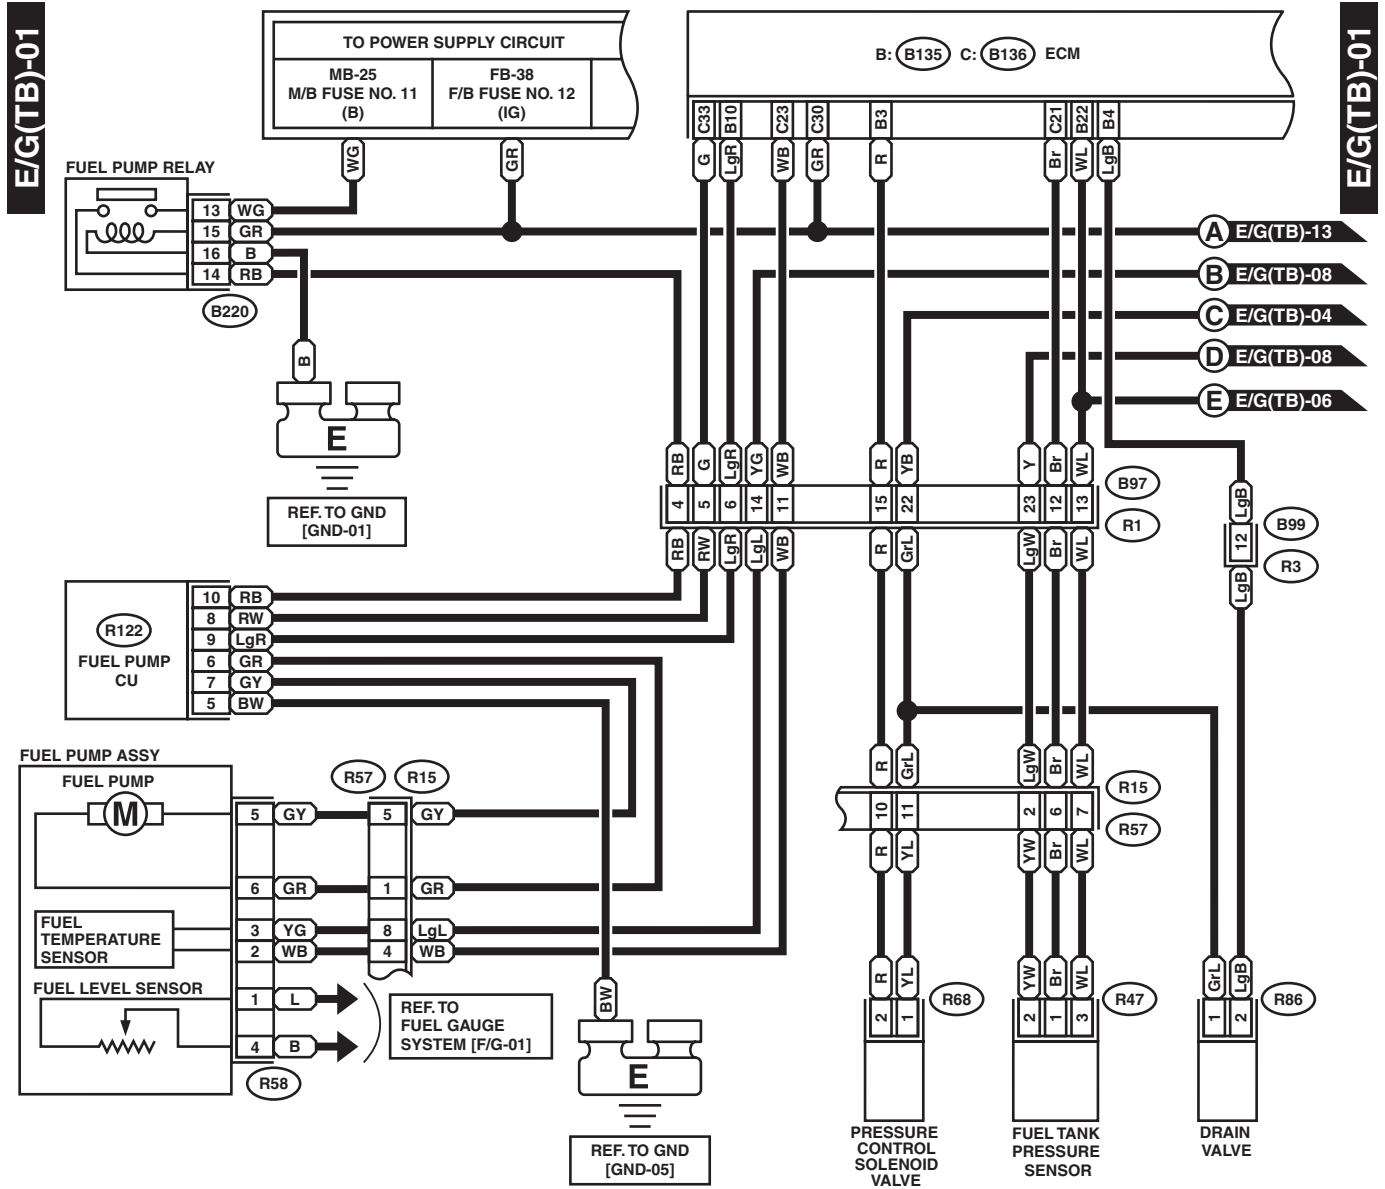 E/G(TB)-01
E/G(TB)-01
TO POWER SUPPLY CIRCUIT
MB-25
M/B FUSE NO. 11
(B)
FB-38
F/B FUSE NO. 12
(IG)
B: B135 C: B136 ECM
C33 B10 C23 C30 B3 C21 B22 B4
WG GR G LgR WB GR R Br WL LgB
FUEL PUMP RELAY
13 WG
15 GR
16 B
14 RB
B220
A E/G(TB)-13
B E/G(TB)-08
C E/G(TB)-04
D E/G(TB)-08
E E/G(TB)-06
B
E
REF. TO GND
[GND-01]
RB G LgR YG WB R YB Y Br WL
4 5 6 14 11 15 22 23 12 13
RB RW LgR LgL WB R GrL LgW Br WL
B97
R1
LgB
12
LgB
B99
R3
R122
FUEL PUMP
CU
10 RB
8 RW
9 LgR
6 GR
7 GY
5 BW
FUEL PUMP ASSY
FUEL PUMP
M
R57 R15
5 GY 5 GY
6 GR 1 GR
FUEL
TEMPERATURE
SENSOR
3 YG 8 LgL
2 WB 4 WB
FUEL LEVEL SENSOR
1 L
4 B
R58
REF. TO
FUEL GAUGE
SYSTEM [F/G-01]
BW
E
REF. TO GND
[GND-05]
R GrL LgW Br WL
10 11 2 6 7
R YL YW Br WL
R15
R57
R YL YW Br WL GrL LgB
2 1 2 1 3 1 2
R68
R47
R86
PRESSURE
CONTROL
SOLENOID
VALVE
FUEL TANK
PRESSURE
SENSOR
DRAIN
VALVE